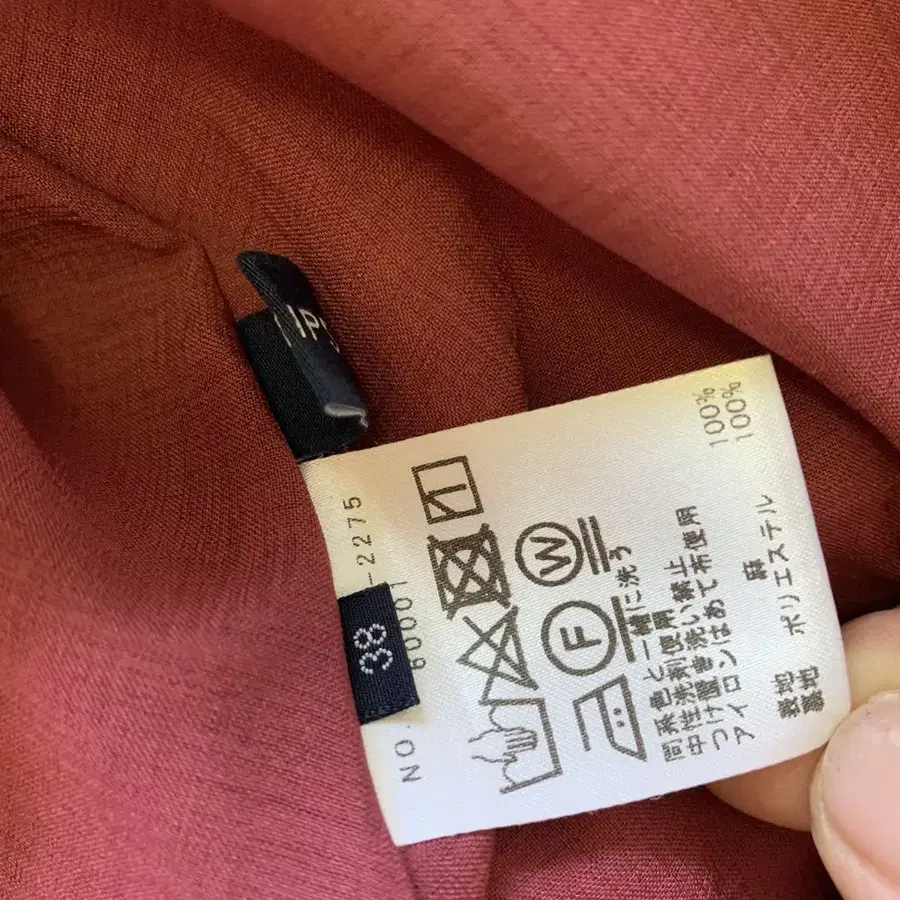 38
NO. 60001-2275
W
F
同系色と一緒に洗う
中性洗剤使用
つけ置き洗い禁止
アイロンはあて布使用
表地 麻 100%
裏地 ポリエステル 100%